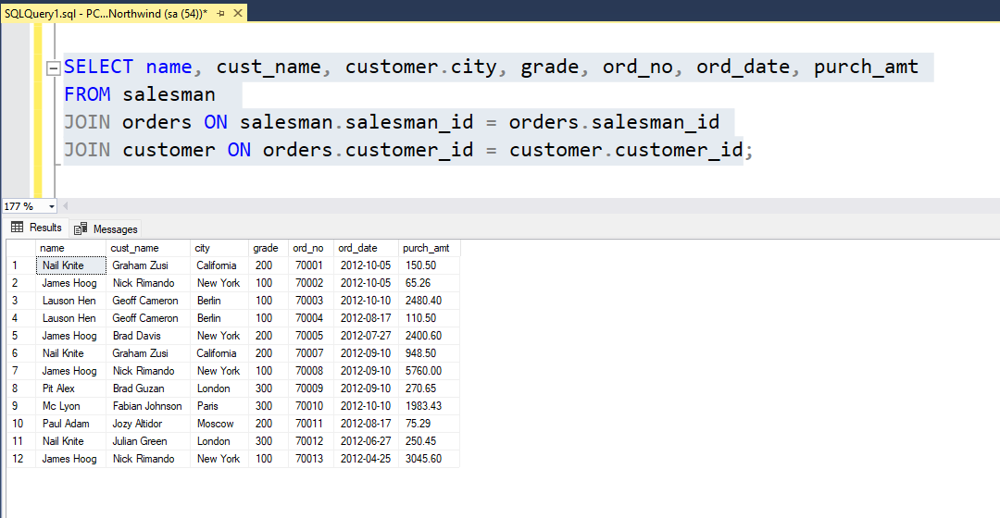 SQLQuery1.sql - PC...Northwind (sa (54))*
SELECT name, cust_name, customer.city, grade, ord_no, ord_date, purch_amt
FROM salesman
JOIN orders ON salesman.salesman_id = orders.salesman_id
JOIN customer ON orders.customer_id = customer.customer_id;
177 %
Results Messages
name cust_name city grade ord_no ord_date purch_amt
1 Nail Knite Graham Zusi California 200 70001 2012-10-05 150.50
2 James Hoog Nick Rimando New York 100 70002 2012-10-05 65.26
3 Lauson Hen Geoff Cameron Berlin 100 70003 2012-10-10 2480.40
4 Lauson Hen Geoff Cameron Berlin 100 70004 2012-08-17 110.50
5 James Hoog Brad Davis New York 200 70005 2012-07-27 2400.60
6 Nail Knite Graham Zusi California 200 70007 2012-09-10 948.50
7 James Hoog Nick Rimando New York 100 70008 2012-09-10 5760.00
8 Pit Alex Brad Guzan London 300 70009 2012-09-10 270.65
9 Mc Lyon Fabian Johnson Paris 300 70010 2012-10-10 1983.43
10 Paul Adam Jozy Altidor Moscow 200 70011 2012-08-17 75.29
11 Nail Knite Julian Green London 300 70012 2012-06-27 250.45
12 James Hoog Nick Rimando New York 100 70013 2012-04-25 3045.60